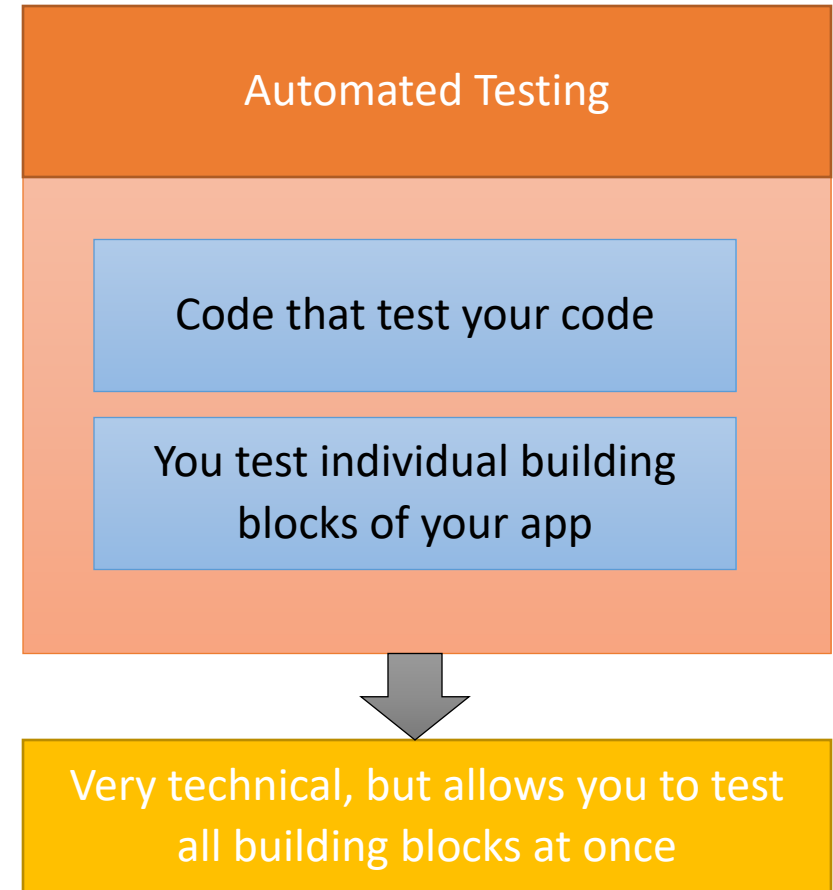 Automated Testing
Code that test your code
You test individual building
blocks of your app
Very technical, but allows you to test
all building blocks at once